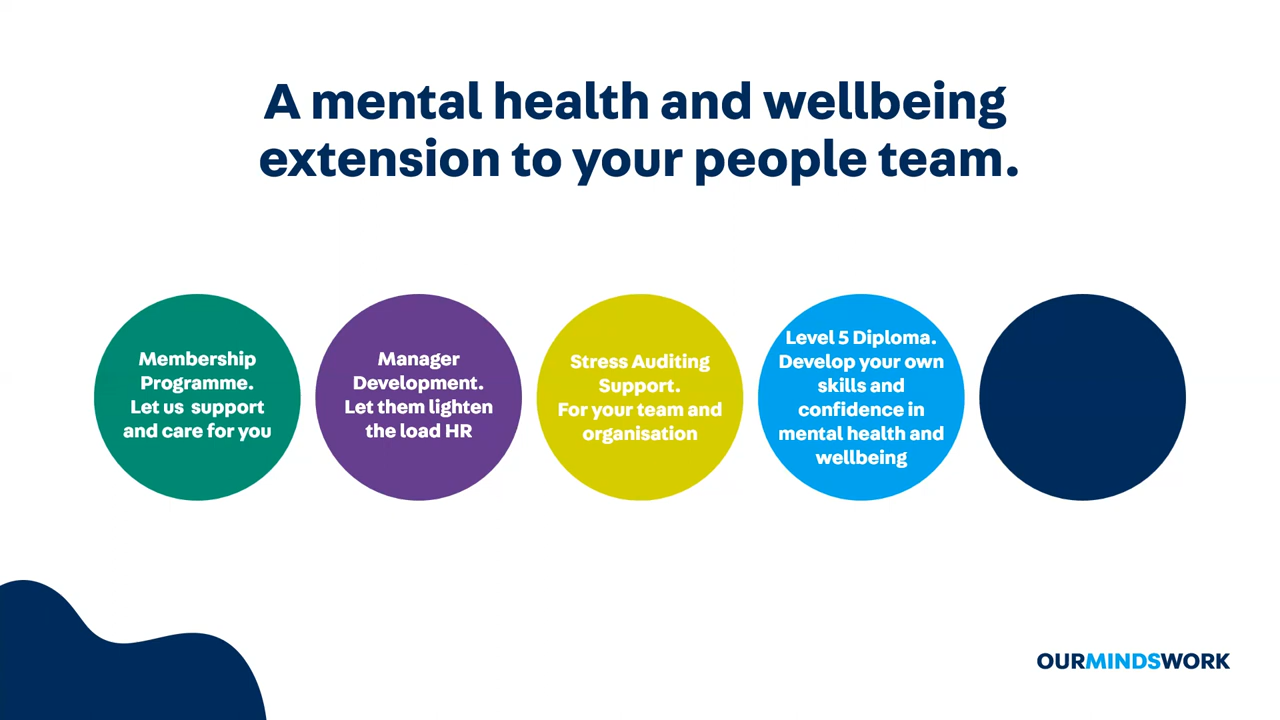 A mental health and wellbeing
extension to your people team.
Membership
Programme.
Let us support
and care for you
Manager
Development.
Let them lighten
the load HR
Stress Auditing
Support.
For your team and
organisation
Level 5 Diploma.
Develop your own
skills and
confidence in
mental health and
wellbeing
OURMINDSWORK